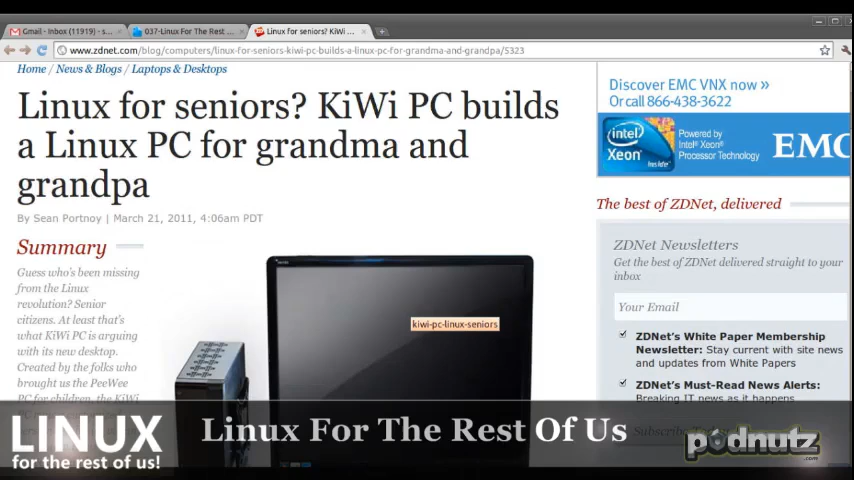 Gmail - Inbox (11919) - s...
037-Linux For The Rest ...
Linux for seniors? KiWi ...
www.zdnet.com/blog/computers/linux-for-seniors-kiwi-pc-builds-a-linux-pc-for-grandma-and-grandpa/5323
Home / News & Blogs / Laptops & Desktops
Linux for seniors? KiWi PC builds
a Linux PC for grandma and
grandpa
By Sean Portnoy | March 21, 2011, 4:06am PDT
Summary
Guess who's been missing
from the Linux
revolution? Senior
citizens. At least that's
what KiWi PC is arguing
with its new desktop.
Created by the folks who
brought us the PeeWee
PC for children, the KiWi
kiwi-pc-linux-seniors
Discover EMC VNX now »
Or call 866-438-3622
intel
Xeon
inside
Powered by
Intel® Xeon®
Processor Technology
EMC
The best of ZDNet, delivered
ZDNet Newsletters
Get the best of ZDNet delivered straight to your
inbox
Your Email
ZDNet's White Paper Membership
Newsletter: Stay current with site news
and updates from White Papers
ZDNet's Must-Read News Alerts:
Breaking IT news as it happens
Subscribe Today
LINUX
for the rest of us!
Linux For The Rest Of Us
podnutz
.com